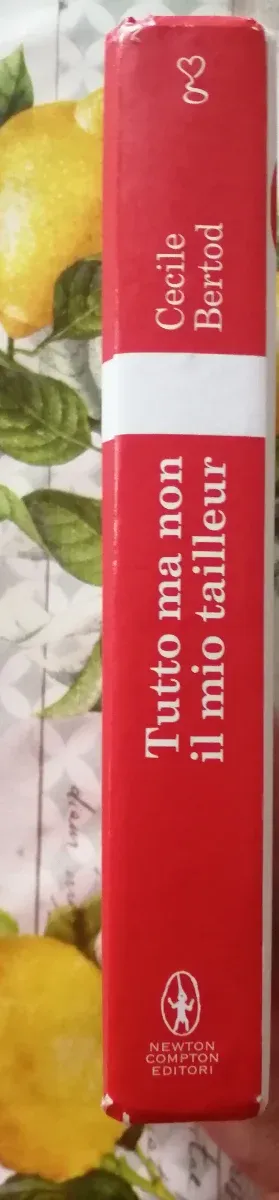 Cecile
Bertod
Tutto ma non
il mio tailleur
NEWTON
COMPTON
EDITORI